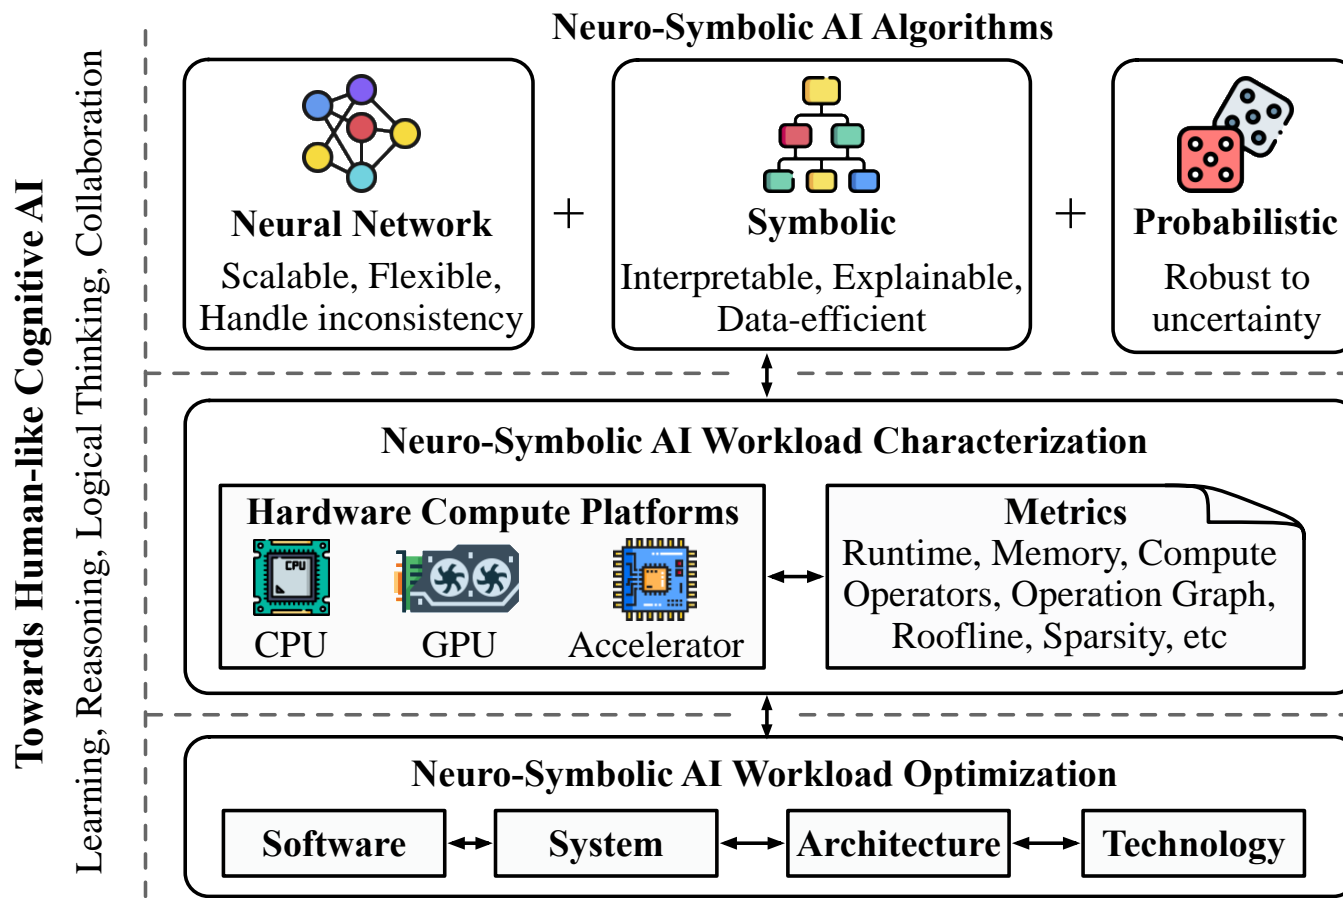 Towards Human-like Cognitive AI
Learning, Reasoning, Logical Thinking, Collaboration
Neuro-Symbolic AI Algorithms
Neural Network
Scalable, Flexible,
Handle inconsistency
+
Symbolic
Interpretable, Explainable,
Data-efficient
+
Probabilistic
Robust to
uncertainty
Neuro-Symbolic AI Workload Characterization
Hardware Compute Platforms
CPU
CPU
GPU
Accelerator
Metrics
Runtime, Memory, Compute
Operators, Operation Graph,
Roofline, Sparsity, etc
Neuro-Symbolic AI Workload Optimization
Software
System
Architecture
Technology